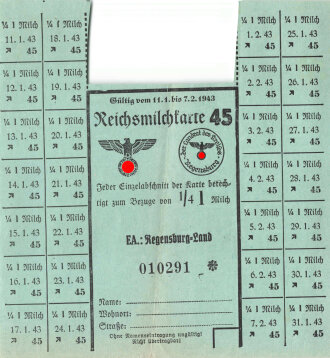 ¼ l Milch
11.1.43
45
¼ l Milch
18.1.43
45
¼ l Milch
12.1.43
45
¼ l Milch
19.1.43
45
¼ l Milch
13.1.43
45
¼ l Milch
20.1.43
45
¼ l Milch
14.1.43
45
¼ l Milch
21.1.43
45
¼ l Milch
15.1.43
45
¼ l Milch
22.1.43
45
¼ l Milch
16.1.43
45
¼ l Milch
23.1.43
45
¼ l Milch
17.1.43
45
¼ l Milch
24.1.43
45
Gültig vom 11.1. bis 7.2.1943
Reichsmilchkarte 45
Regensburg
Jeder Einzelabschnitt der Karte berech-
tigt zum Bezuge von 1/4 l Milch
EA.: Regensburg-Land
010291 *
Name:
Wohnort:
Straße:
Ohne Namenseintragung ungültig!
Nicht übertragbar!
¼ l Milch
1.2.43
45
¼ l Milch
25.1.43
45
¼ l Milch
2.2.43
45
¼ l Milch
26.1.43
45
¼ l Milch
3.2.43
45
¼ l Milch
27.1.43
45
¼ l Milch
4.2.43
45
¼ l Milch
28.1.43
45
¼ l Milch
5.2.43
45
¼ l Milch
29.1.43
45
¼ l Milch
6.2.43
45
¼ l Milch
30.1.43
45
¼ l Milch
7.2.43
45
¼ l Milch
31.1.43
45